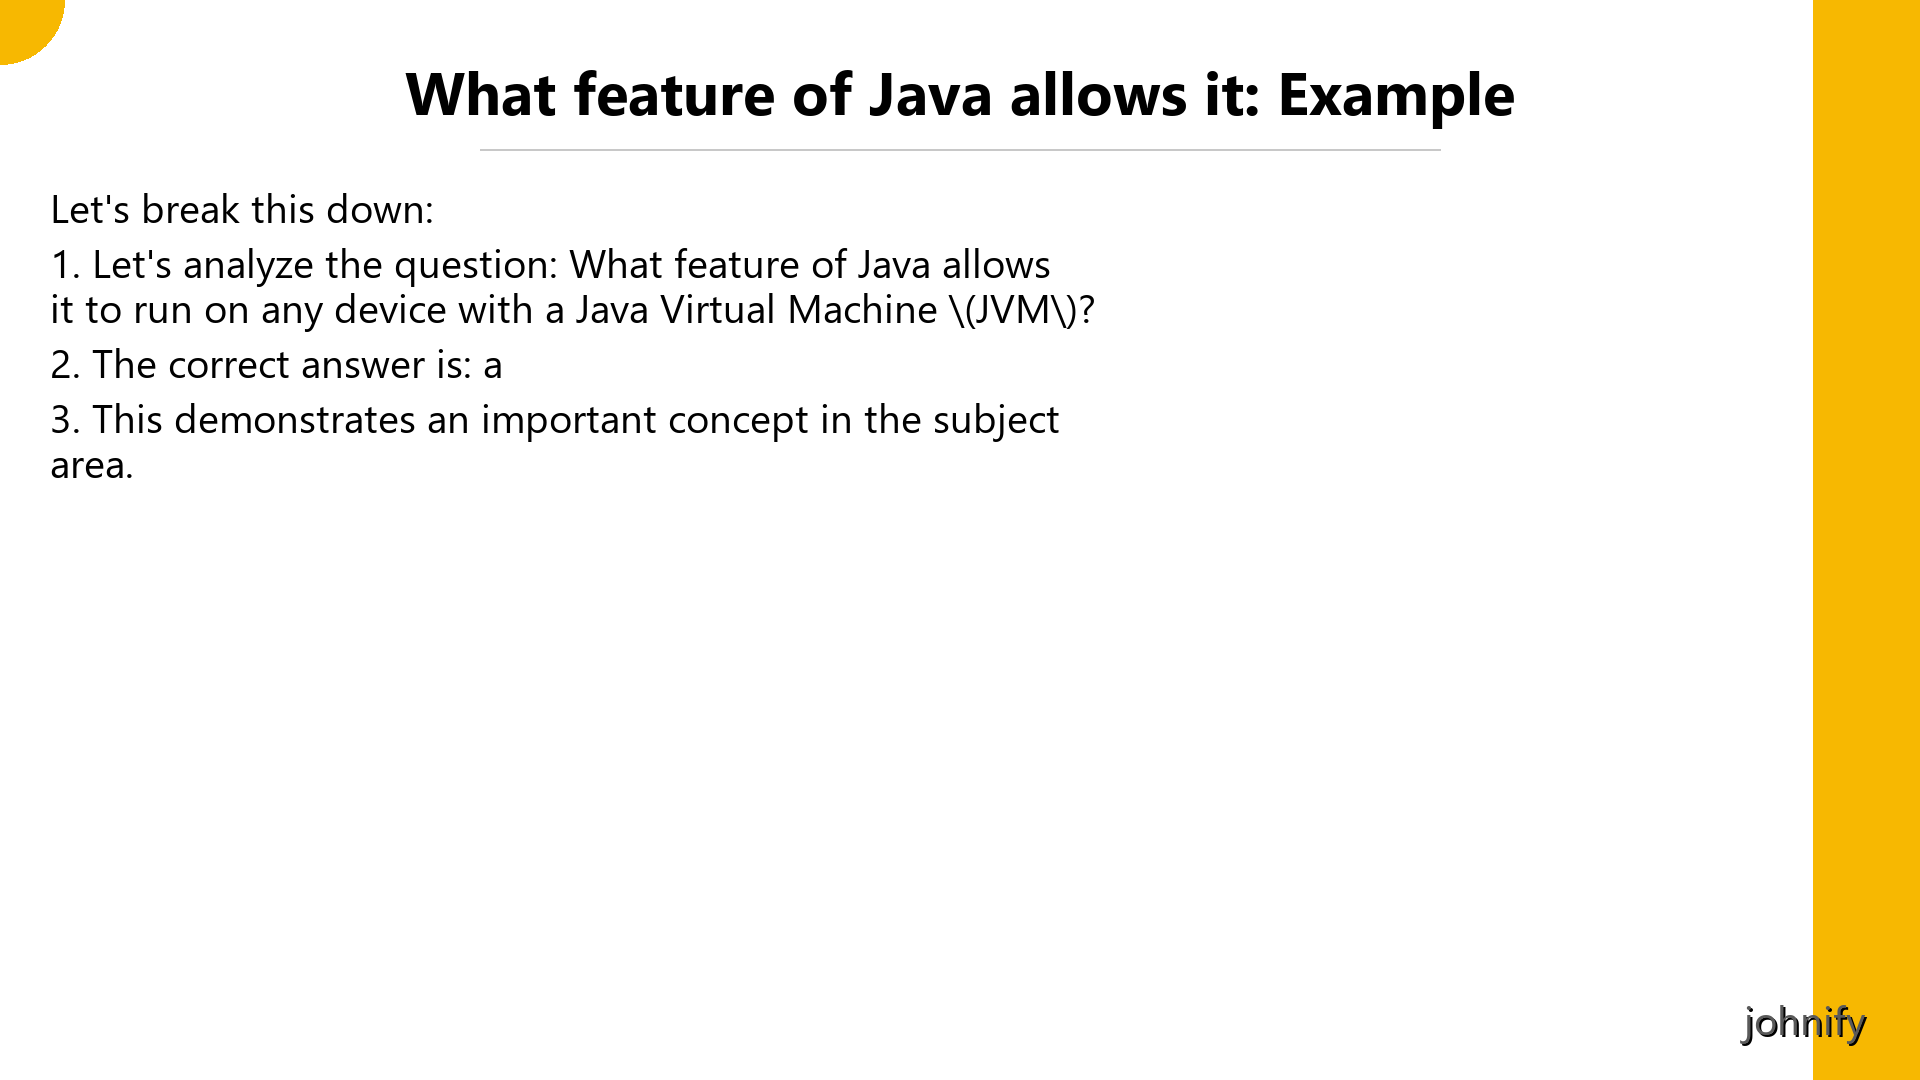 What feature of Java allows it: Example
Let's break this down:
1. Let's analyze the question: What feature of Java allows
it to run on any device with a Java Virtual Machine \(JVM\)?
2. The correct answer is: a
3. This demonstrates an important concept in the subject
area.
johnify